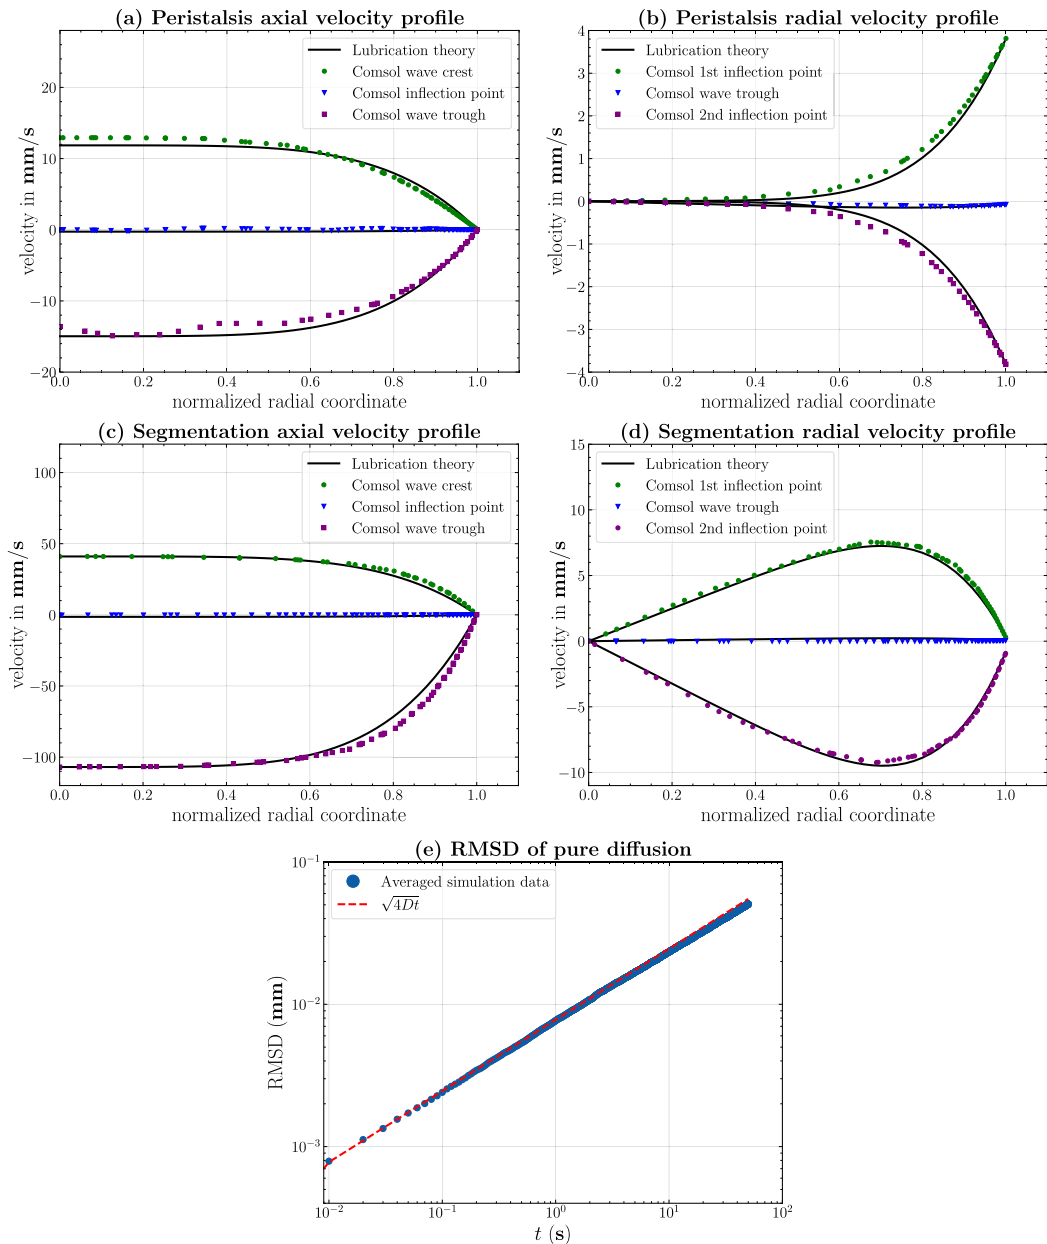 (a) Peristalsis axial velocity profile
Lubrication theory
Comsol wave crest
Comsol inflection point
Comsol wave trough
20
10
0
−10
−20
velocity in mm/s
0.0 0.2 0.4 0.6 0.8 1.0
normalized radial coordinate
(b) Peristalsis radial velocity profile
Lubrication theory
Comsol 1st inflection point
Comsol wave trough
Comsol 2nd inflection point
4
3
2
1
0
−1
−2
−3
−4
velocity in mm/s
0.0 0.2 0.4 0.6 0.8 1.0
normalized radial coordinate
(c) Segmentation axial velocity profile
Lubrication theory
Comsol wave crest
Comsol inflection point
Comsol wave trough
100
50
0
−50
−100
velocity in mm/s
0.0 0.2 0.4 0.6 0.8 1.0
normalized radial coordinate
(d) Segmentation radial velocity profile
Lubrication theory
Comsol 1st inflection point
Comsol wave trough
Comsol 2nd inflection point
15
10
5
0
−5
−10
velocity in mm/s
0.0 0.2 0.4 0.6 0.8 1.0
normalized radial coordinate
(e) RMSD of pure diffusion
Averaged simulation data
√4Dt
10⁻¹
10⁻²
10⁻³
RMSD (mm)
10⁻² 10⁻¹ 10⁰ 10¹ 10²
t (s)